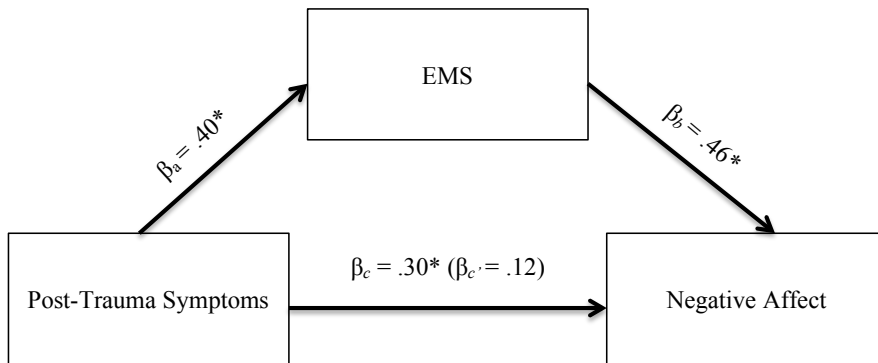 EMS
βa = .40*
βb = .46*
βc = .30* (βc’ = .12)
Post-Trauma Symptoms
Negative Affect